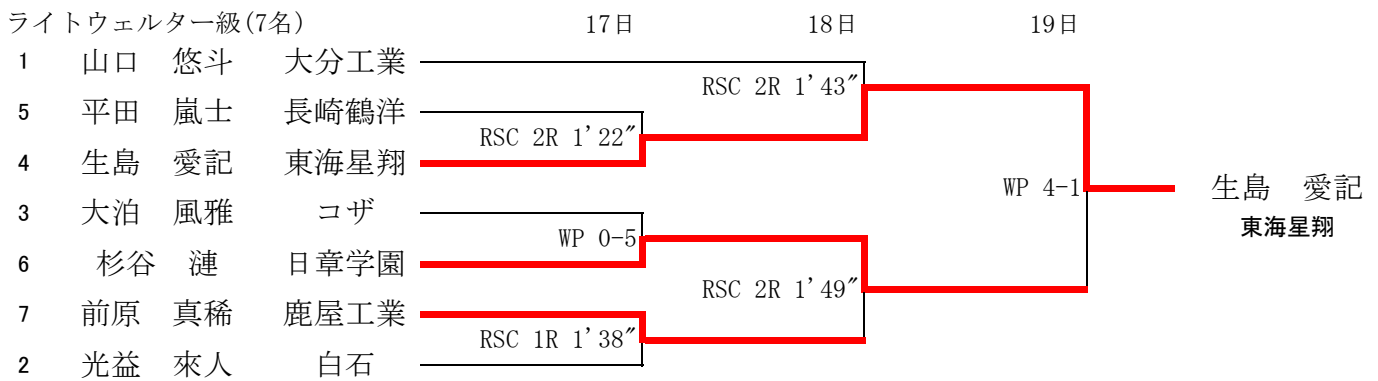 ライトウェルター級(7名) 17日 18日 19日
1 山口 悠斗 大分工業
RSC 2R 1'43″
5 平田 嵐士 長崎鶴洋
RSC 2R 1'22″
4 生島 愛記 東海星翔
WP 4-1 生島 愛記
3 大泊 風雅 コザ
東海星翔
WP 0-5
6 杉谷 漣 日章学園
RSC 2R 1'49″
7 前原 真稀 鹿屋工業
RSC 1R 1'38″
2 光益 來人 白石